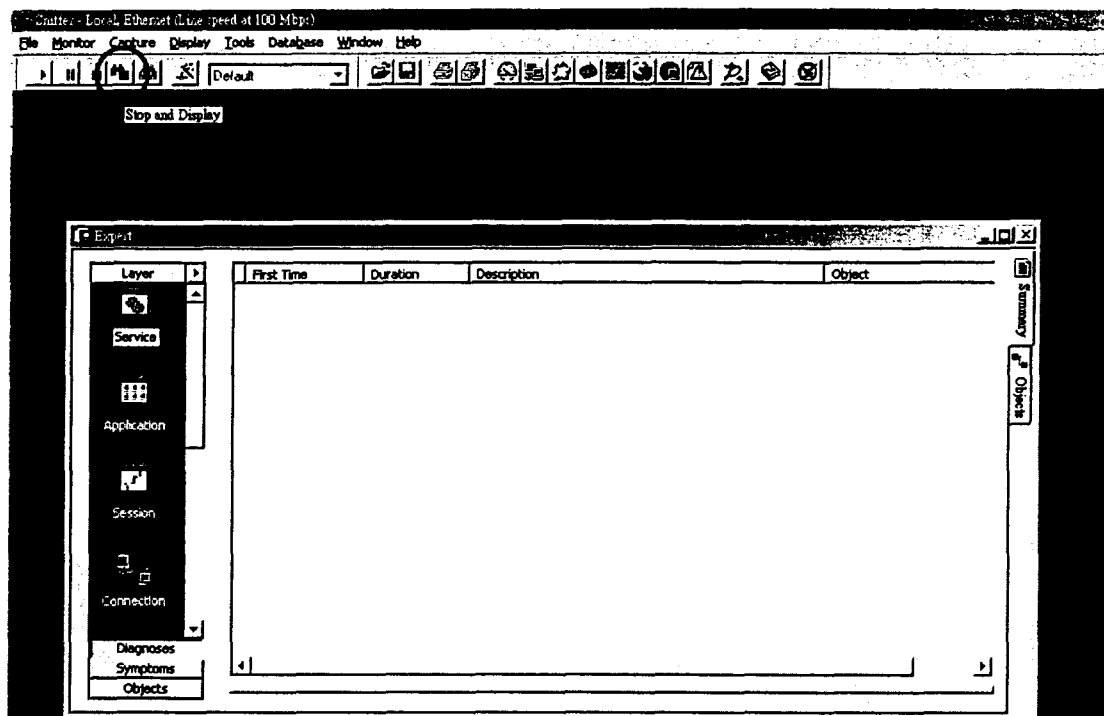 Sniffer - Local, Ethernet (Line speed at 100 Mbps)
File Monitor Capture Display Tools Database Window Help
Default
Stop and Display
Expert
Layer
First Time Duration Description Object
Service
Application
Session
Connection
Diagnoses
Symptoms
Objects
Summary
Objects